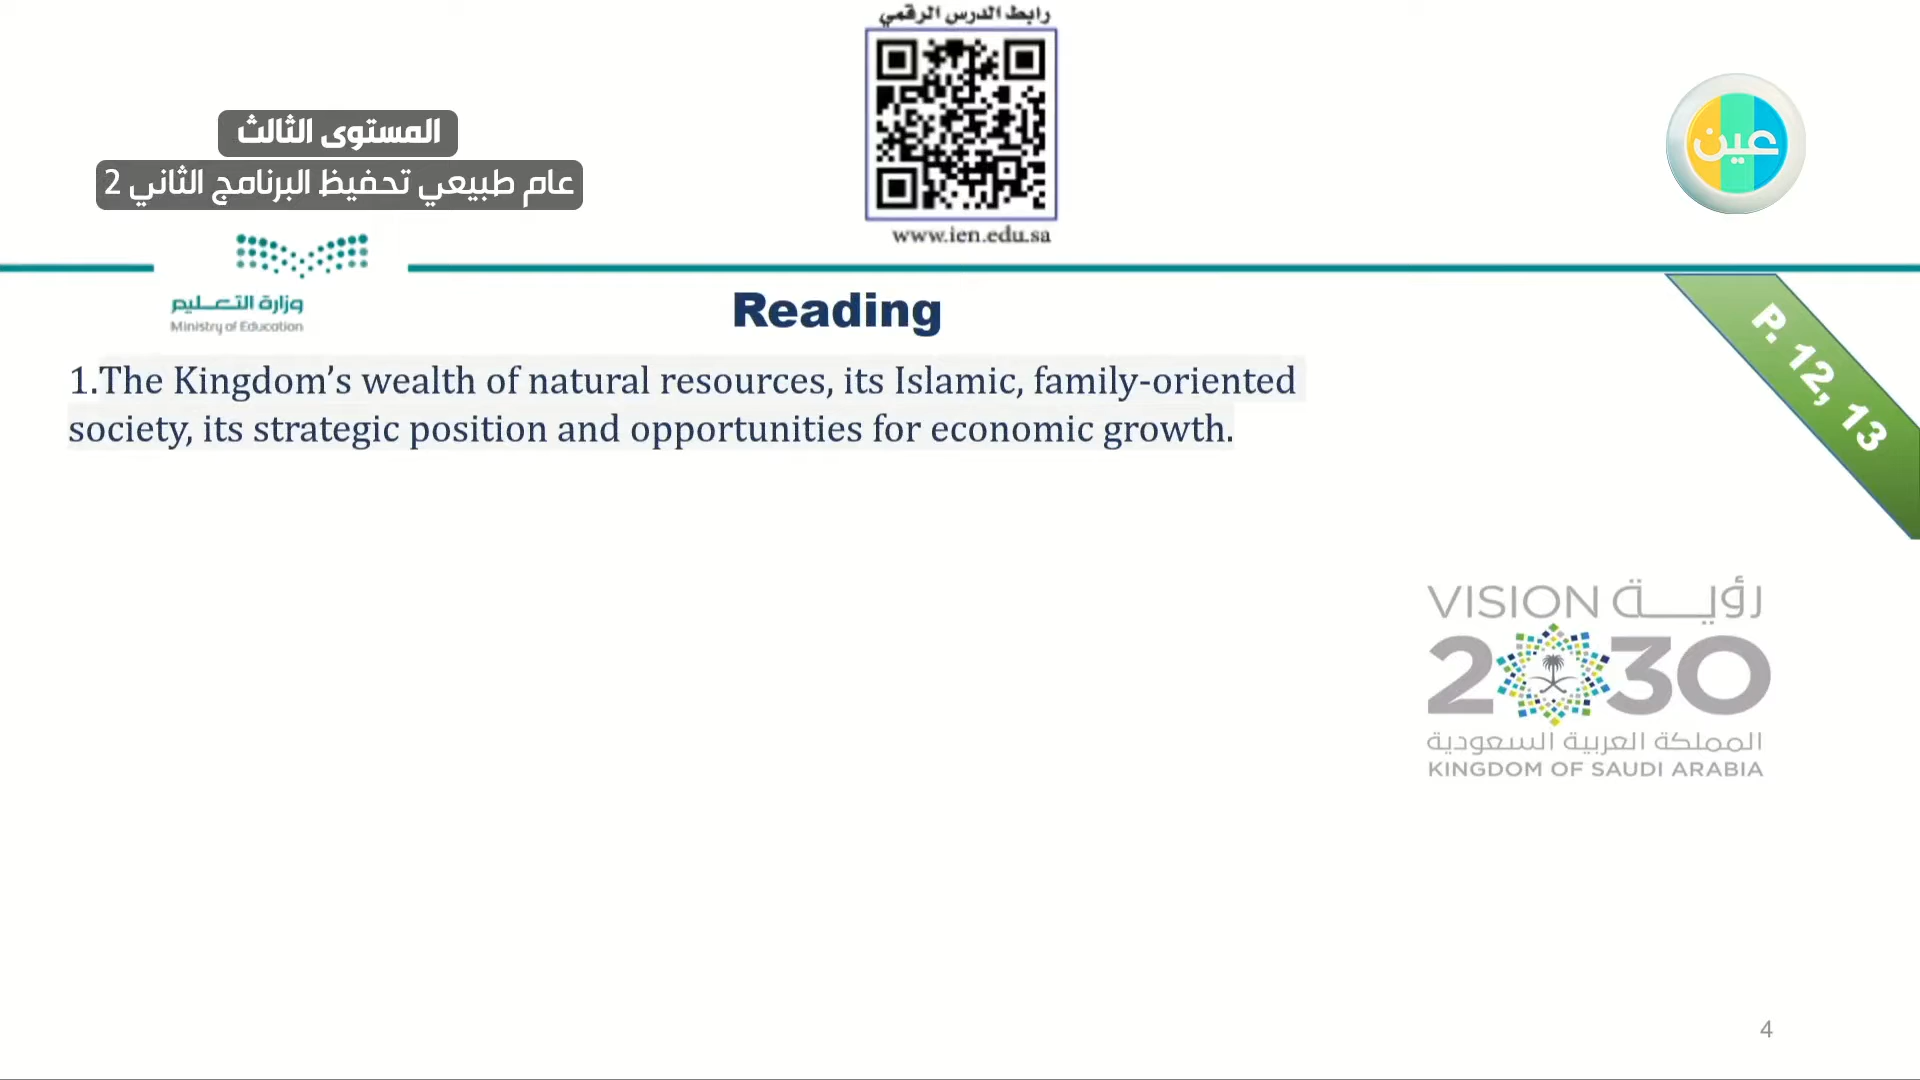 رابط الدرس الرقمي
www.ien.edu.sa
المستوى الثالث
عام طبيعي تحفيظ البرنامج الثاني 2
عين
وزارة التعليم
Ministry of Education
Reading
P. 12, 13
1.The Kingdom’s wealth of natural resources, its Islamic, family-oriented
society, its strategic position and opportunities for economic growth.
VISION رؤيــــة
2030
المملكة العربية السعودية
KINGDOM OF SAUDI ARABIA
4